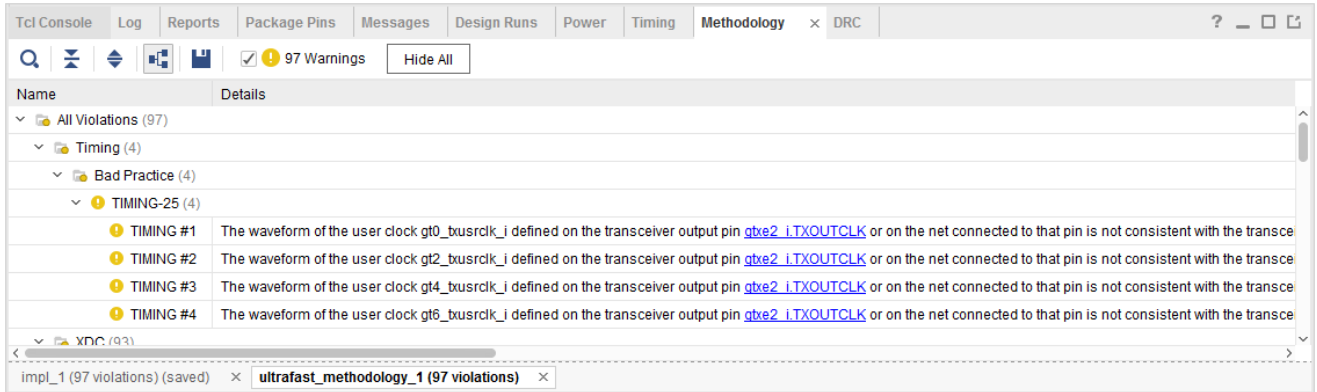 Tcl Console Log Reports Package Pins Messages Design Runs Power Timing Methodology × DRC ?
97 Warnings Hide All
Name Details
All Violations (97)
Timing (4)
Bad Practice (4)
TIMING-25 (4)
TIMING #1 The waveform of the user clock gt0_txusrclk_i defined on the transceiver output pin gtxe2_i.TXOUTCLK or on the net connected to that pin is not consistent with the transce
TIMING #2 The waveform of the user clock gt2_txusrclk_i defined on the transceiver output pin gtxe2_i.TXOUTCLK or on the net connected to that pin is not consistent with the transce
TIMING #3 The waveform of the user clock gt4_txusrclk_i defined on the transceiver output pin gtxe2_i.TXOUTCLK or on the net connected to that pin is not consistent with the transce
TIMING #4 The waveform of the user clock gt6_txusrclk_i defined on the transceiver output pin gtxe2_i.TXOUTCLK or on the net connected to that pin is not consistent with the transce
XDC (93)
impl_1 (97 violations) (saved) × ultrafast_methodology_1 (97 violations) ×